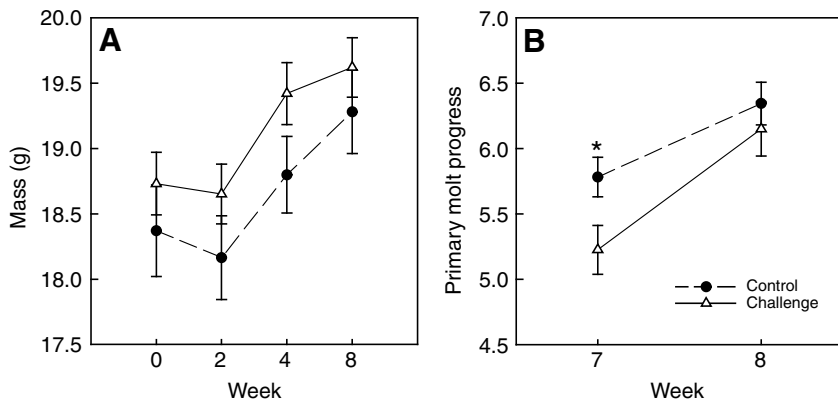 A
20.0
19.5
19.0
18.5
18.0
17.5
Mass (g)
0 2 4 8
Week
B
7.0
6.5
6.0
5.5
5.0
4.5
Primary molt progress
*
Control
Challenge
7 8
Week